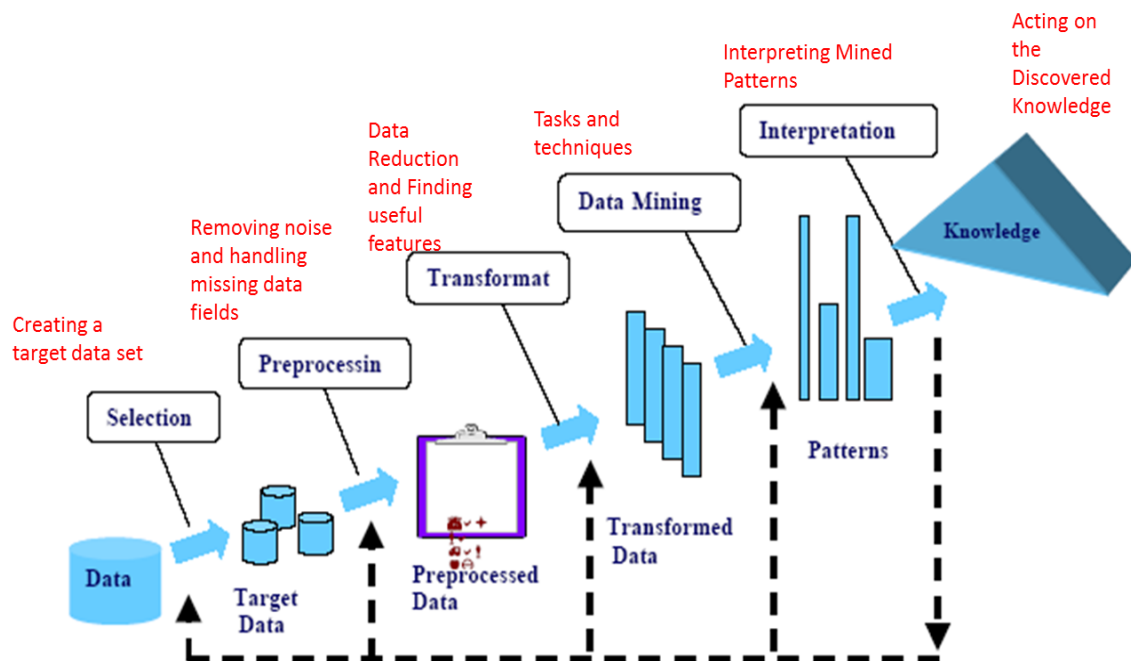 Acting on
the
Discovered
Knowledge
Interpreting Mined
Patterns
Interpretation
Knowledge
Tasks and
techniques
Data Mining
Data
Reduction
and Finding
useful
features
Transformat
Removing noise
and handling
missing data
fields
Preprocessin
Creating a
target data set
Selection
Data
Target
Data
Preprocessed
Data
Transformed
Data
Patterns